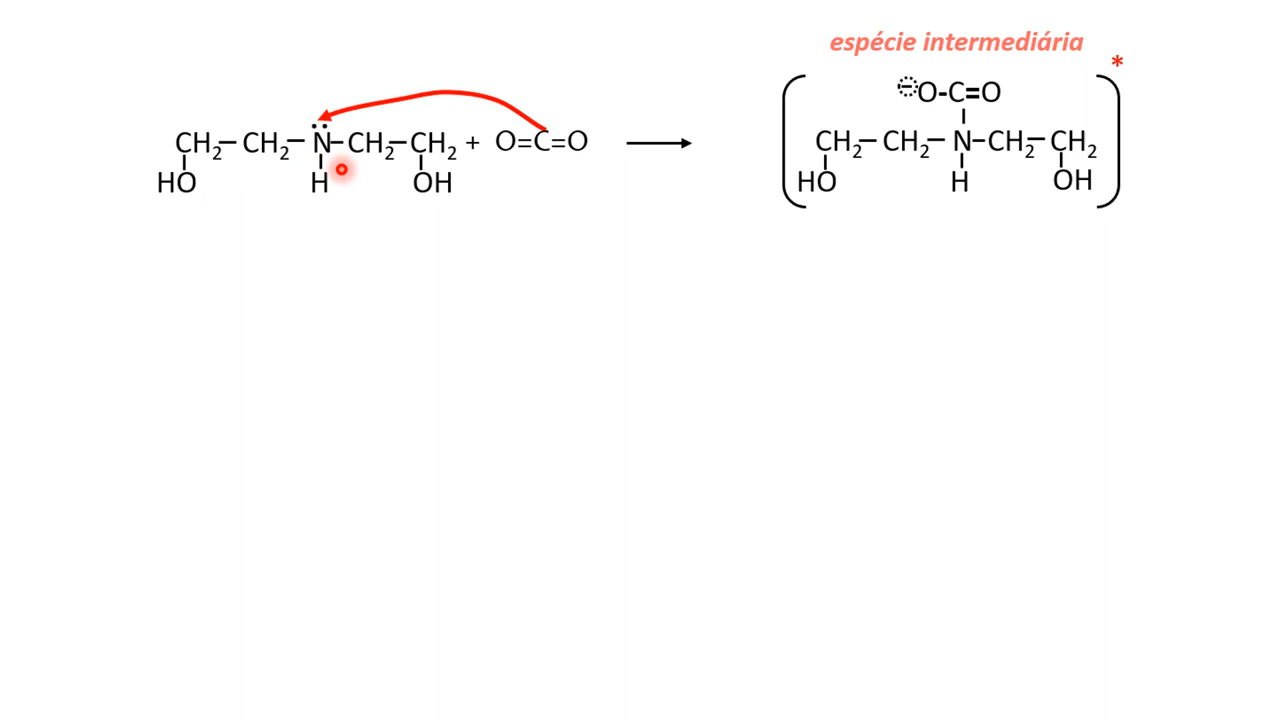 espécie intermediária
*
⊖O-C=O
CH₂–CH₂–N–CH₂–CH₂ + O=C=O
HO H OH
CH₂–CH₂–N–CH₂–CH₂
HO H OH